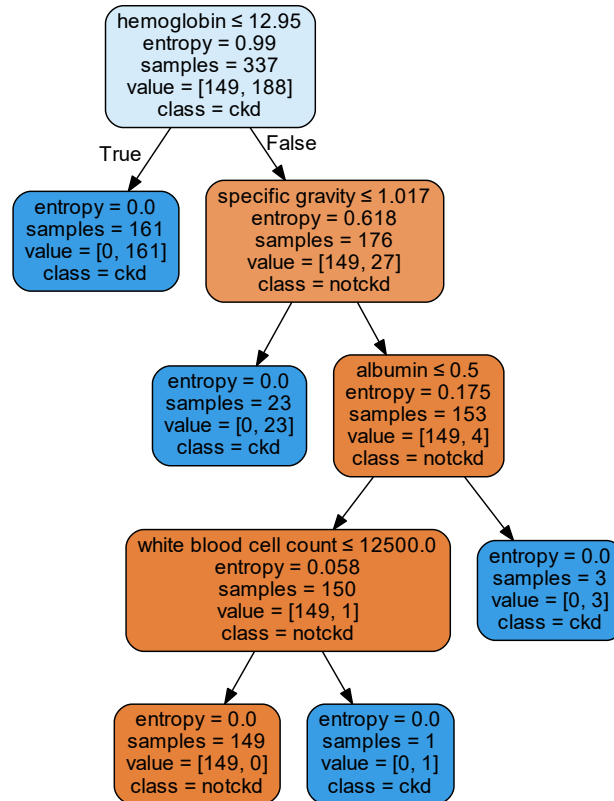 hemoglobin ≤ 12.95
entropy = 0.99
samples = 337
value = [149, 188]
class = ckd
True
False
entropy = 0.0
samples = 161
value = [0, 161]
class = ckd
specific gravity ≤ 1.017
entropy = 0.618
samples = 176
value = [149, 27]
class = notckd
entropy = 0.0
samples = 23
value = [0, 23]
class = ckd
albumin ≤ 0.5
entropy = 0.175
samples = 153
value = [149, 4]
class = notckd
white blood cell count ≤ 12500.0
entropy = 0.058
samples = 150
value = [149, 1]
class = notckd
entropy = 0.0
samples = 3
value = [0, 3]
class = ckd
entropy = 0.0
samples = 149
value = [149, 0]
class = notckd
entropy = 0.0
samples = 1
value = [0, 1]
class = ckd